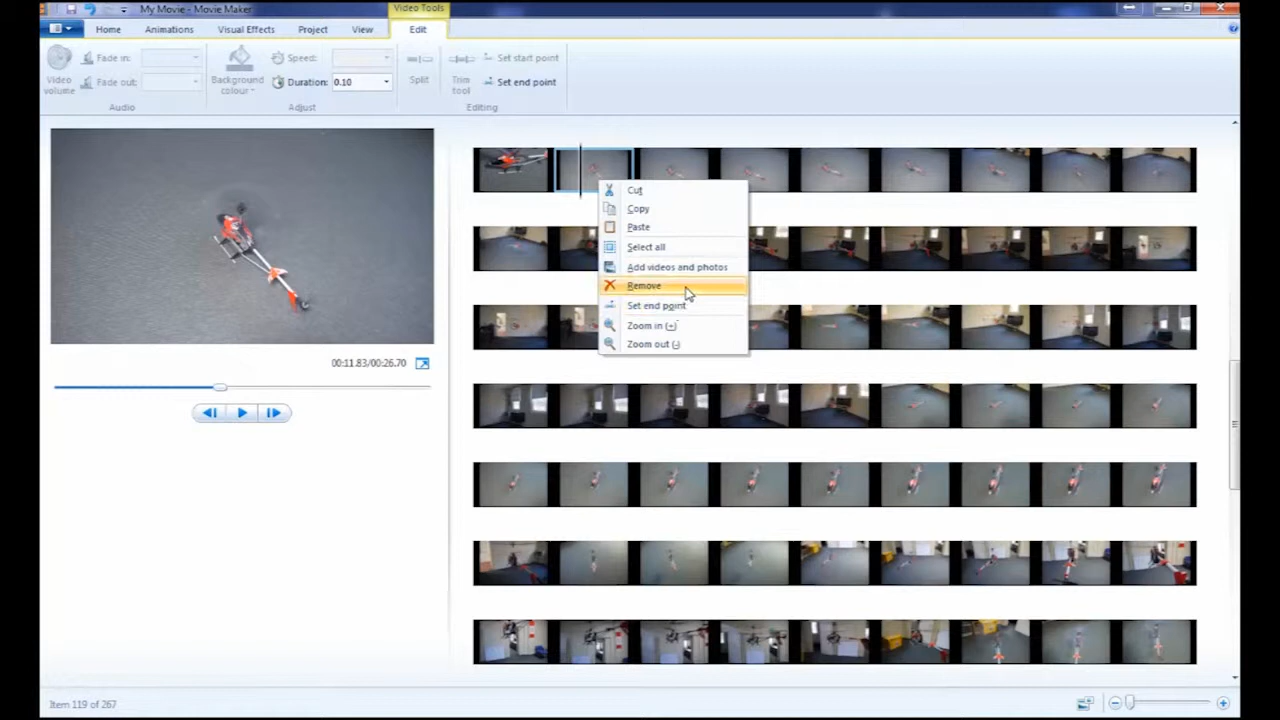 My Movie - Movie Maker
Video Tools
Home
Animations
Visual Effects
Project
View
Edit
Video volume
Fade in:
Fade out:
Audio
Background colour
Speed:
Duration: 0.10
Adjust
Split
Trim tool
Set start point
Set end point
Editing
Cut
Copy
Paste
Select all
Add videos and photos
Remove
Set end point
Zoom in (+)
Zoom out (-)
00:11.83/00:26.70
Item 119 of 267